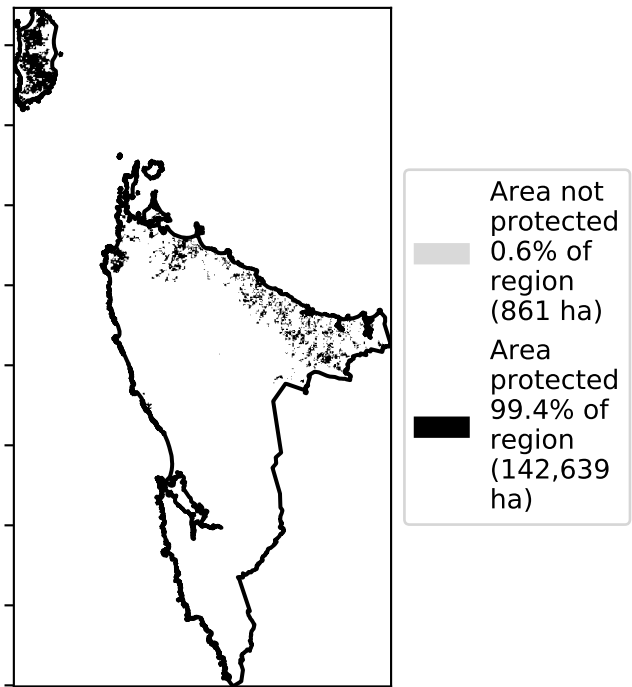 Area not
protected
0.6% of
region
(861 ha)
Area
protected
99.4% of
region
(142,639
ha)